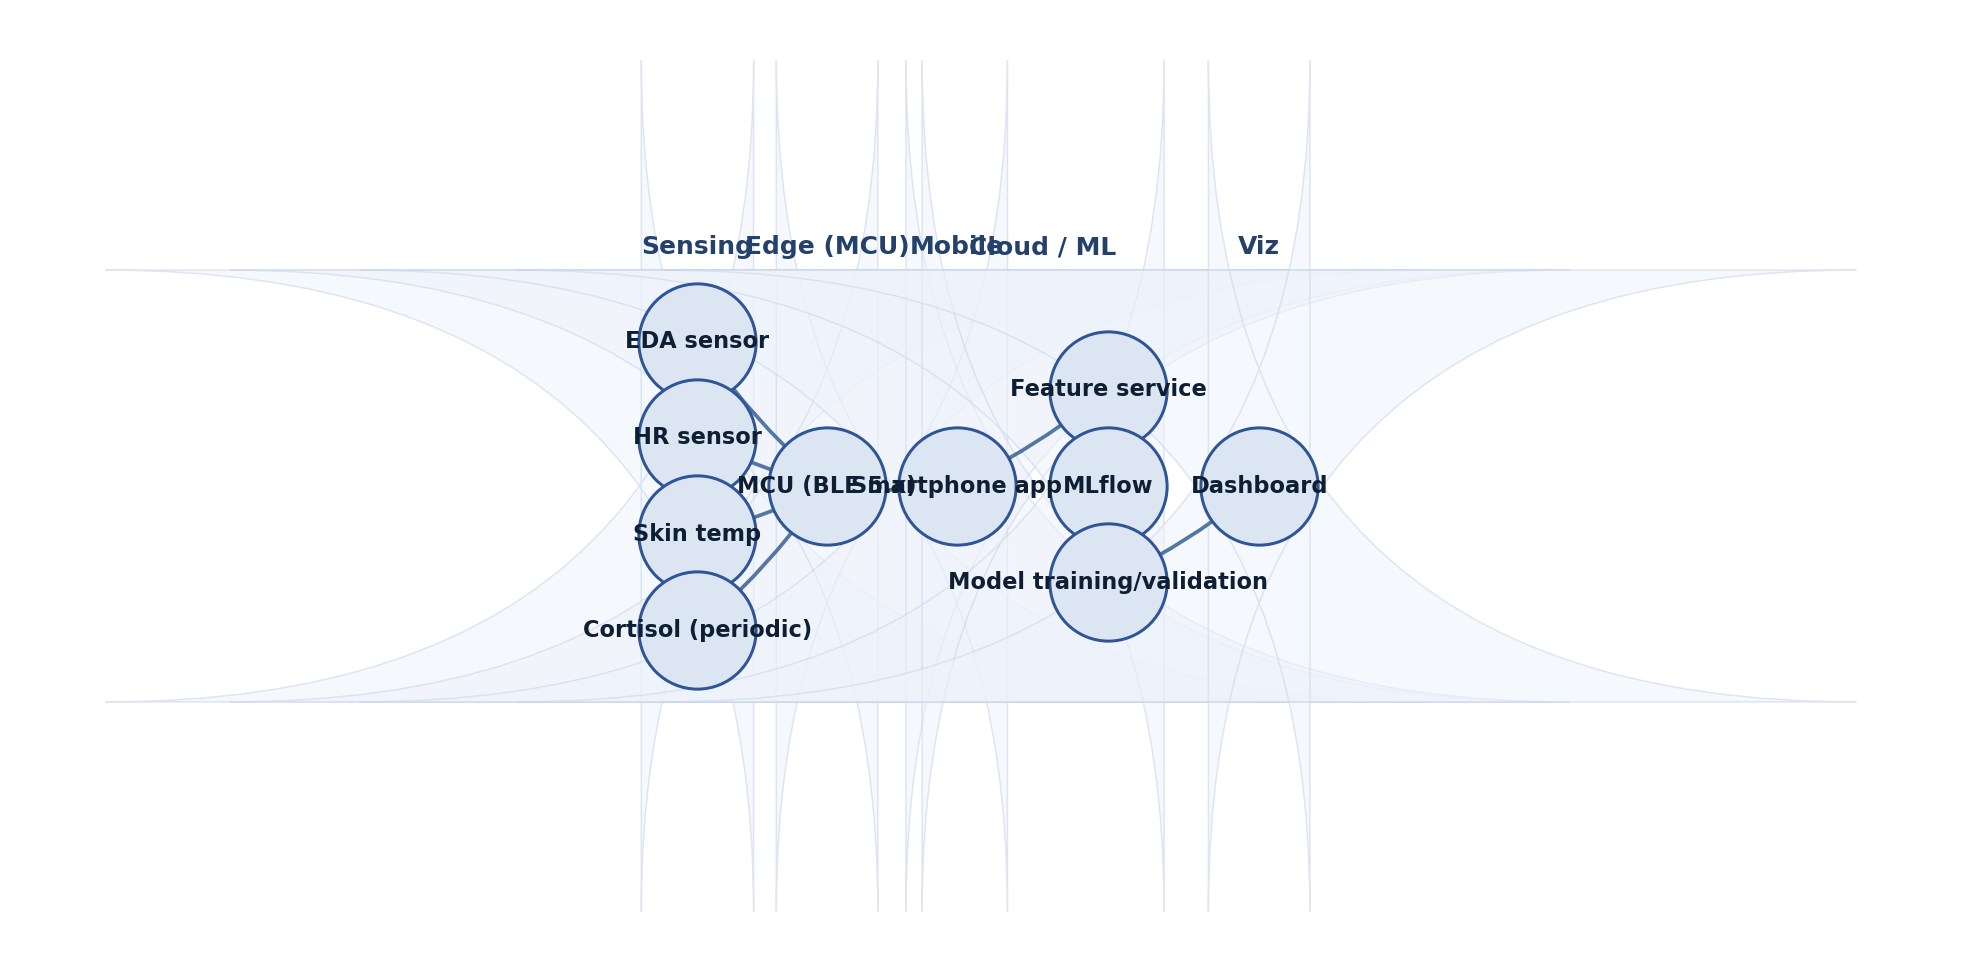 Sensing
Edge (MCU)
Mobile
Cloud / ML
Viz
EDA sensor
HR sensor
Skin temp
Cortisol (periodic)
MCU (BLE 5.x)
Smartphone app
Feature service
MLflow
Model training/validation
Dashboard